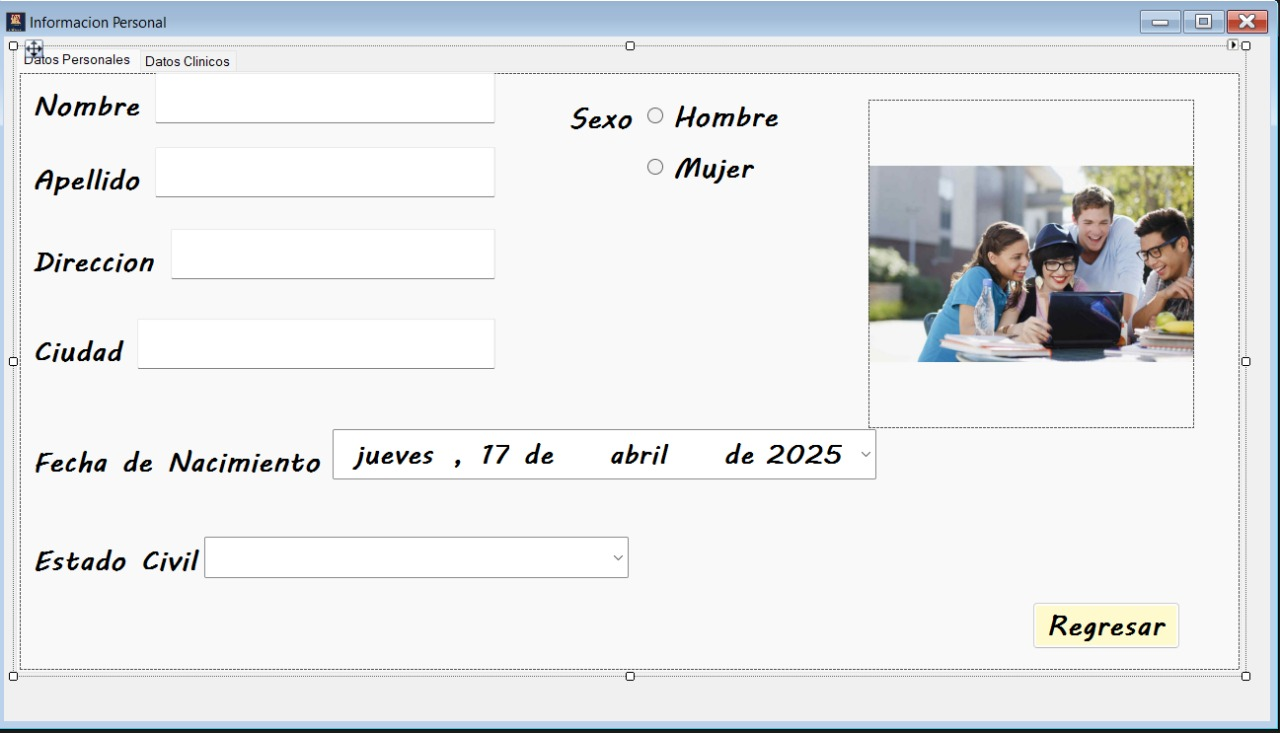 Informacion Personal
Datos Personales Datos Clinicos
Nombre
Sexo Hombre
Mujer
Apellido
Direccion
Ciudad
Fecha de Nacimiento jueves , 17 de abril de 2025
Estado Civil
Regresar